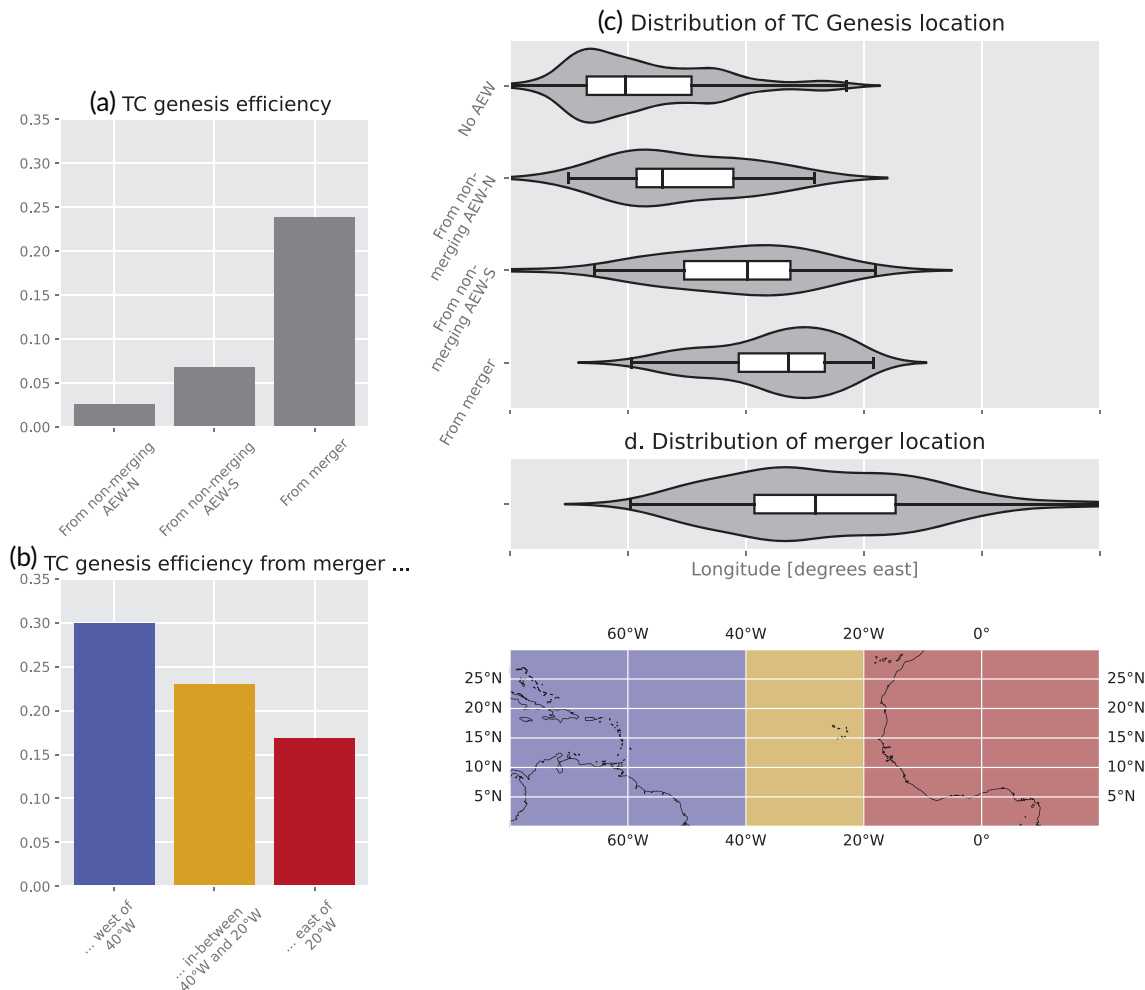 (a) TC genesis efficiency
0.35
0.30
0.25
0.20
0.15
0.10
0.05
0.00
From non-merging
AEW-N
From non-merging
AEW-S
From merger
(b) TC genesis efficiency from merger ...
0.35
0.30
0.25
0.20
0.15
0.10
0.05
0.00
... west of
40°W
... in-between
40°W and 20°W
... east of
20°W
(c) Distribution of TC Genesis location
No AEW
From non-
merging AEW-N
From non-
merging AEW-S
From merger
d. Distribution of merger location
Longitude [degrees east]
60°W 40°W 20°W 0°
25°N 25°N
20°N 20°N
15°N 15°N
10°N 10°N
5°N 5°N
60°W 40°W 20°W 0°